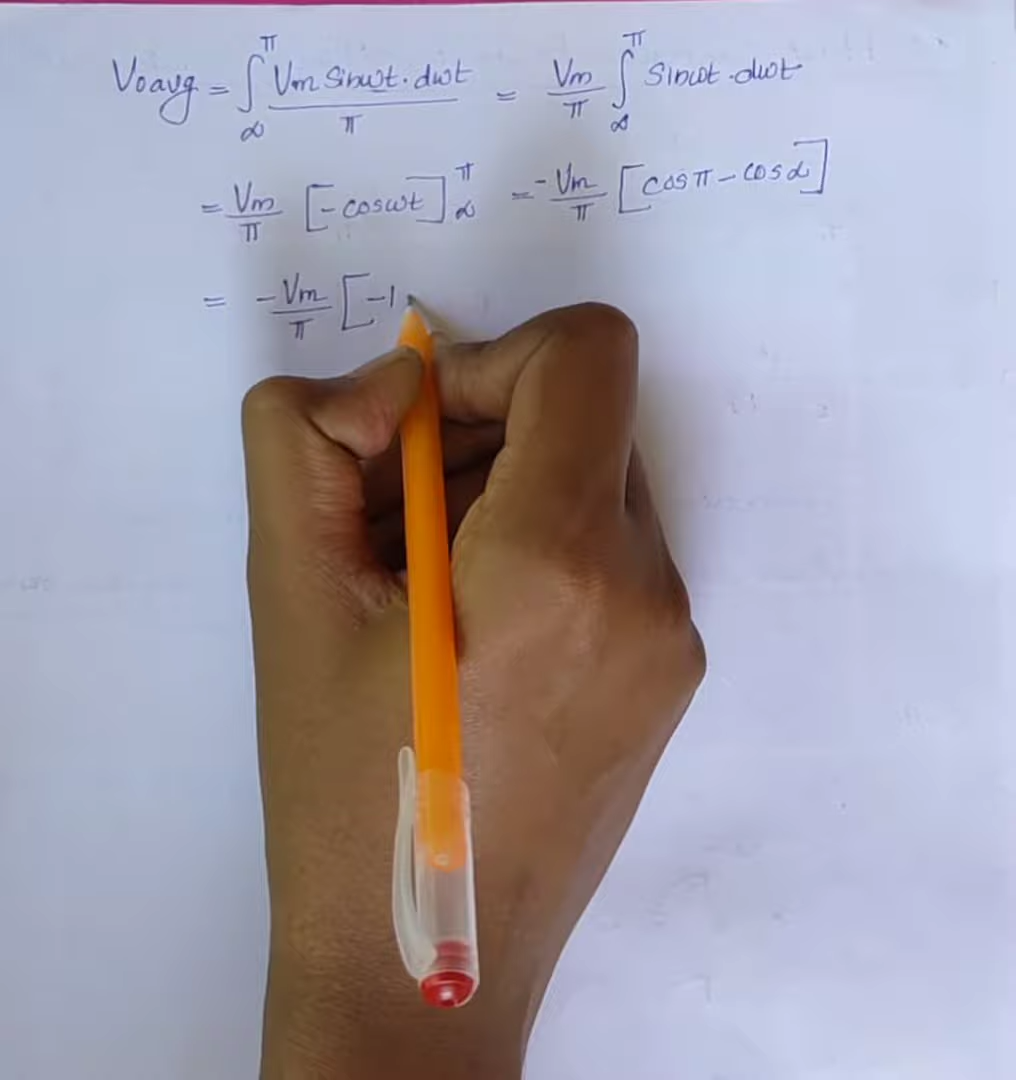 Voavg = ∫_α^π Vm Sinωt · dωt / π = Vm/π ∫_α^π Sinωt · dωt
= Vm/π [-cosωt]_α^π = -Vm/π [cosπ - cosα]
= -Vm/π [-1